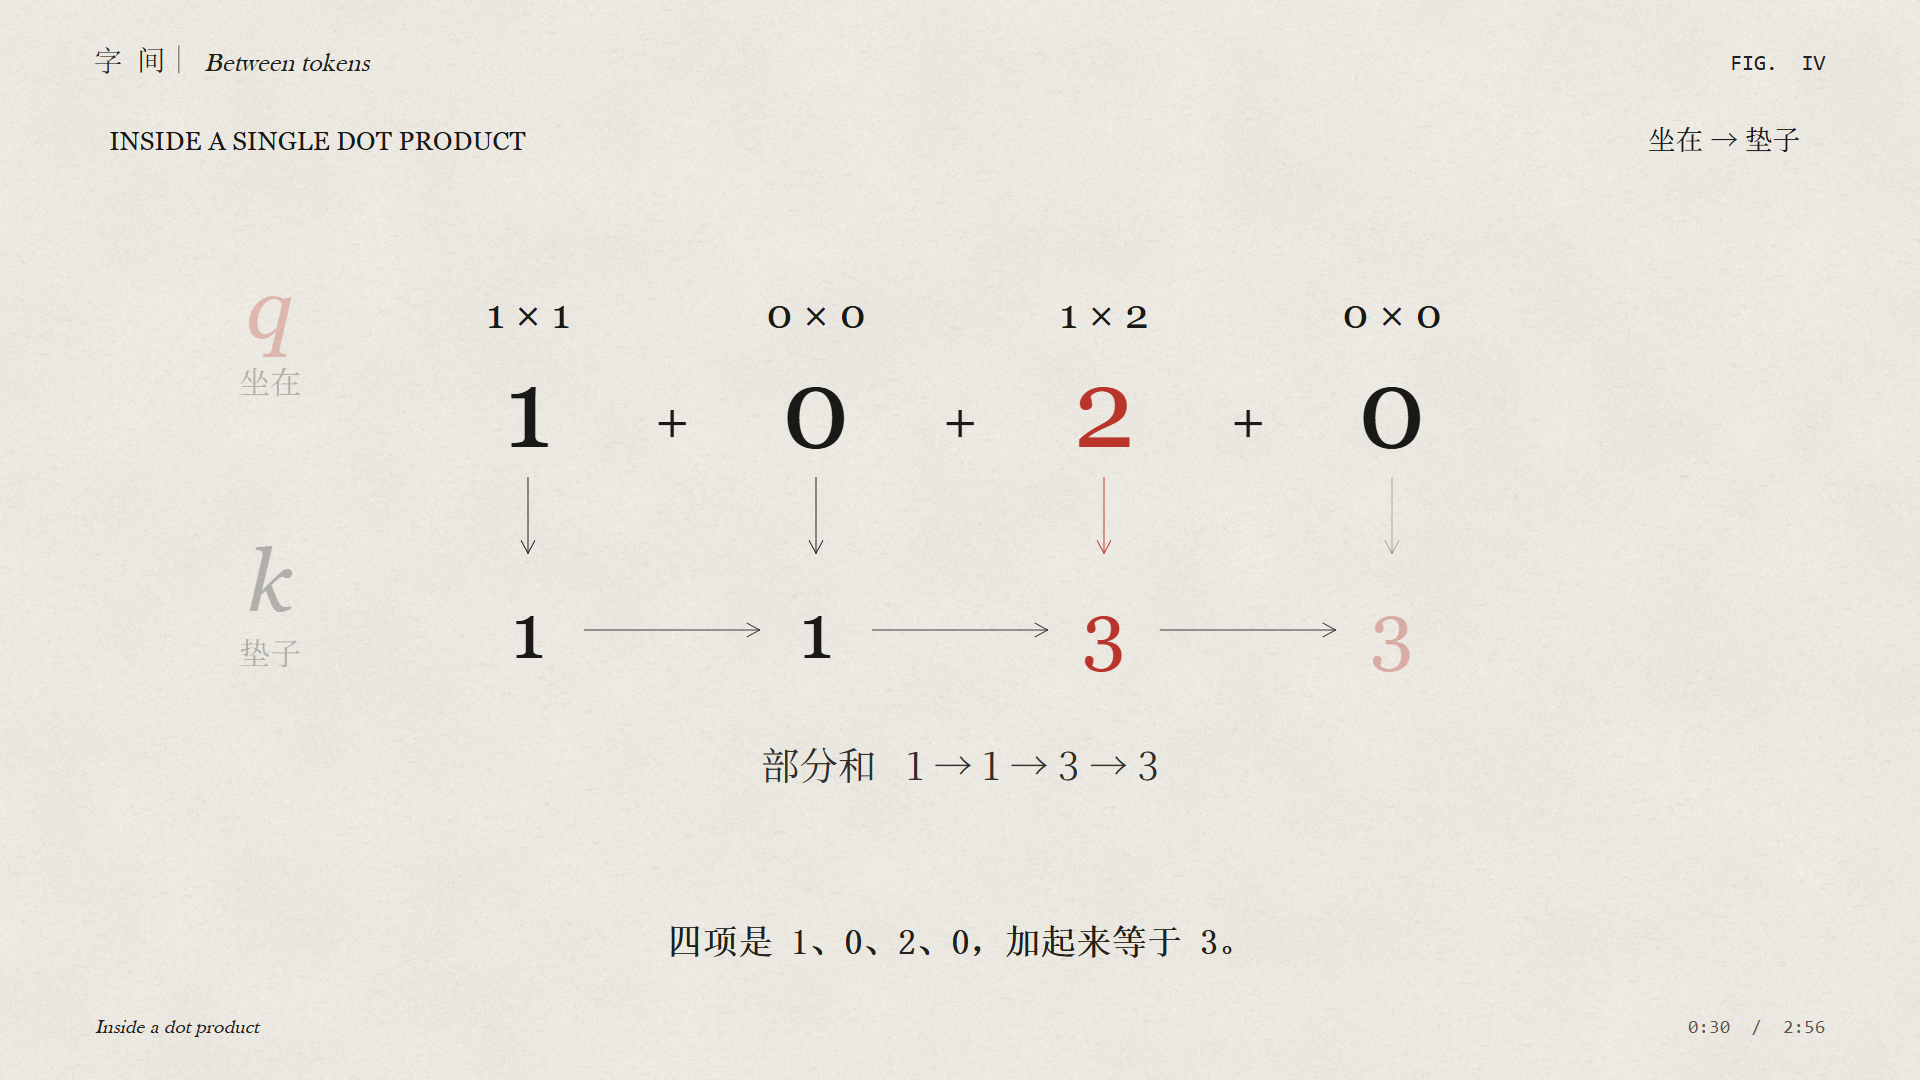 字 间 | Between tokens
FIG. IV
INSIDE A SINGLE DOT PRODUCT
坐在 → 垫子
q
坐在
1 × 1 0 × 0 1 × 2 0 × 0
1 + 0 + 2 + 0
k
垫子
1 → 1 → 3 → 3
部分和 1 → 1 → 3 → 3
四项是 1、0、2、0，加起来等于 3。
Inside a dot product
0:30 / 2:56